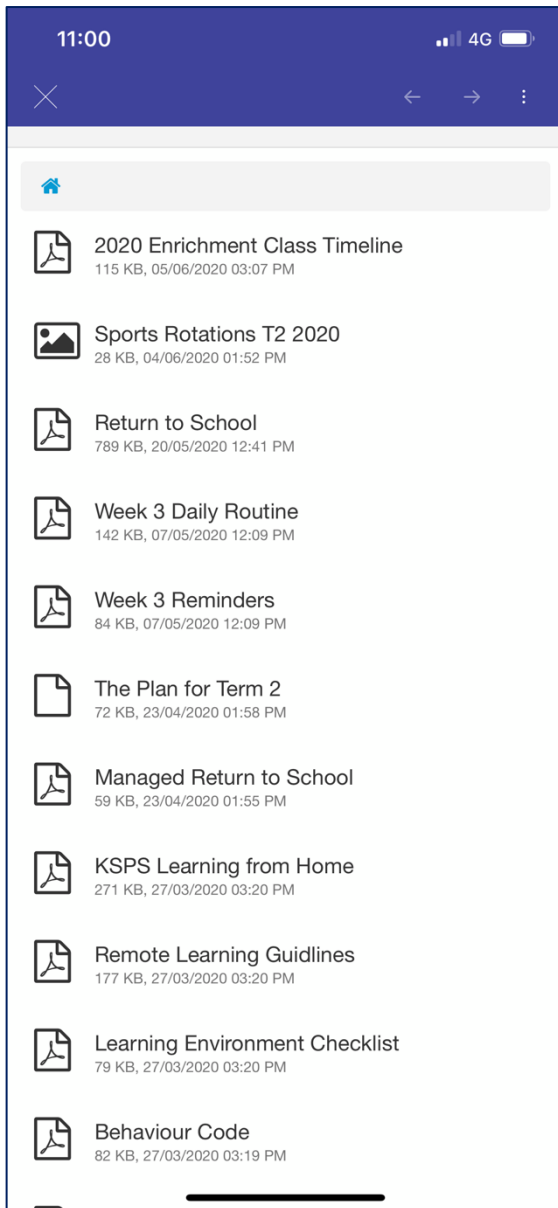 11:00 4G
2020 Enrichment Class Timeline
115 KB, 05/06/2020 03:07 PM
Sports Rotations T2 2020
28 KB, 04/06/2020 01:52 PM
Return to School
789 KB, 20/05/2020 12:41 PM
Week 3 Daily Routine
142 KB, 07/05/2020 12:09 PM
Week 3 Reminders
84 KB, 07/05/2020 12:09 PM
The Plan for Term 2
72 KB, 23/04/2020 01:58 PM
Managed Return to School
59 KB, 23/04/2020 01:55 PM
KSPS Learning from Home
271 KB, 27/03/2020 03:20 PM
Remote Learning Guidlines
177 KB, 27/03/2020 03:20 PM
Learning Environment Checklist
79 KB, 27/03/2020 03:20 PM
Behaviour Code
82 KB, 27/03/2020 03:19 PM